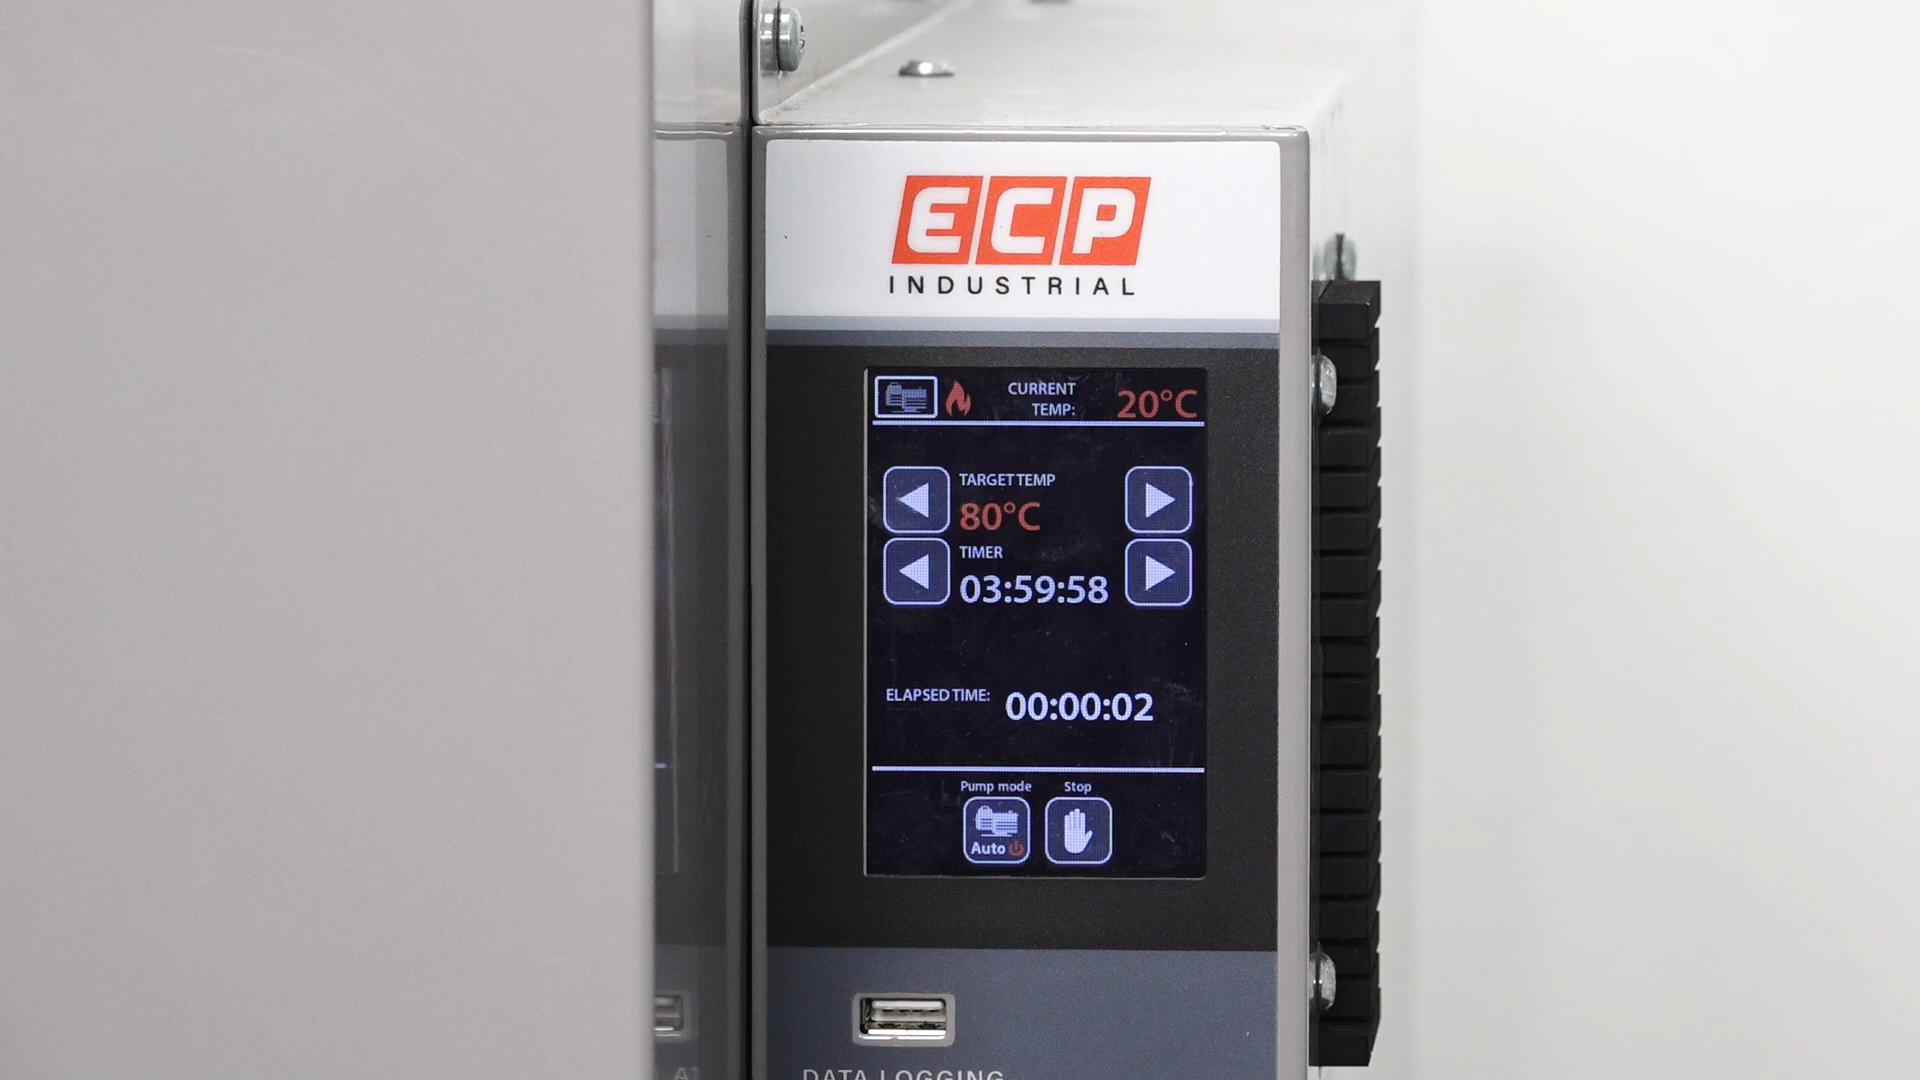 ECP
INDUSTRIAL
CURRENT
TEMP:
20°C
TARGET TEMP
80°C
TIMER
03:59:58
ELAPSED TIME:
00:00:02
Pump mode
Stop
Auto
DATA LOGGING